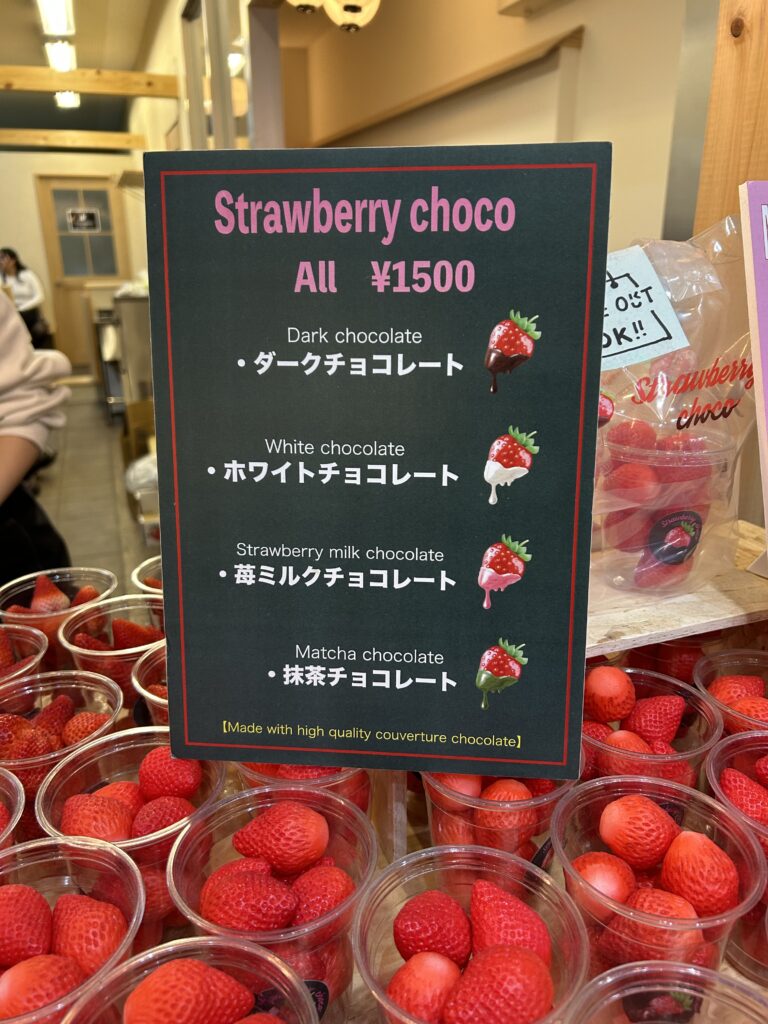 Strawberry choco
All ¥1500
Dark chocolate
・ダークチョコレート
White chocolate
・ホワイトチョコレート
Strawberry milk chocolate
・苺ミルクチョコレート
Matcha chocolate
・抹茶チョコレート
【Made with high quality couverture chocolate】
OUT
OK!!
Strawberry
choco
Strawberry